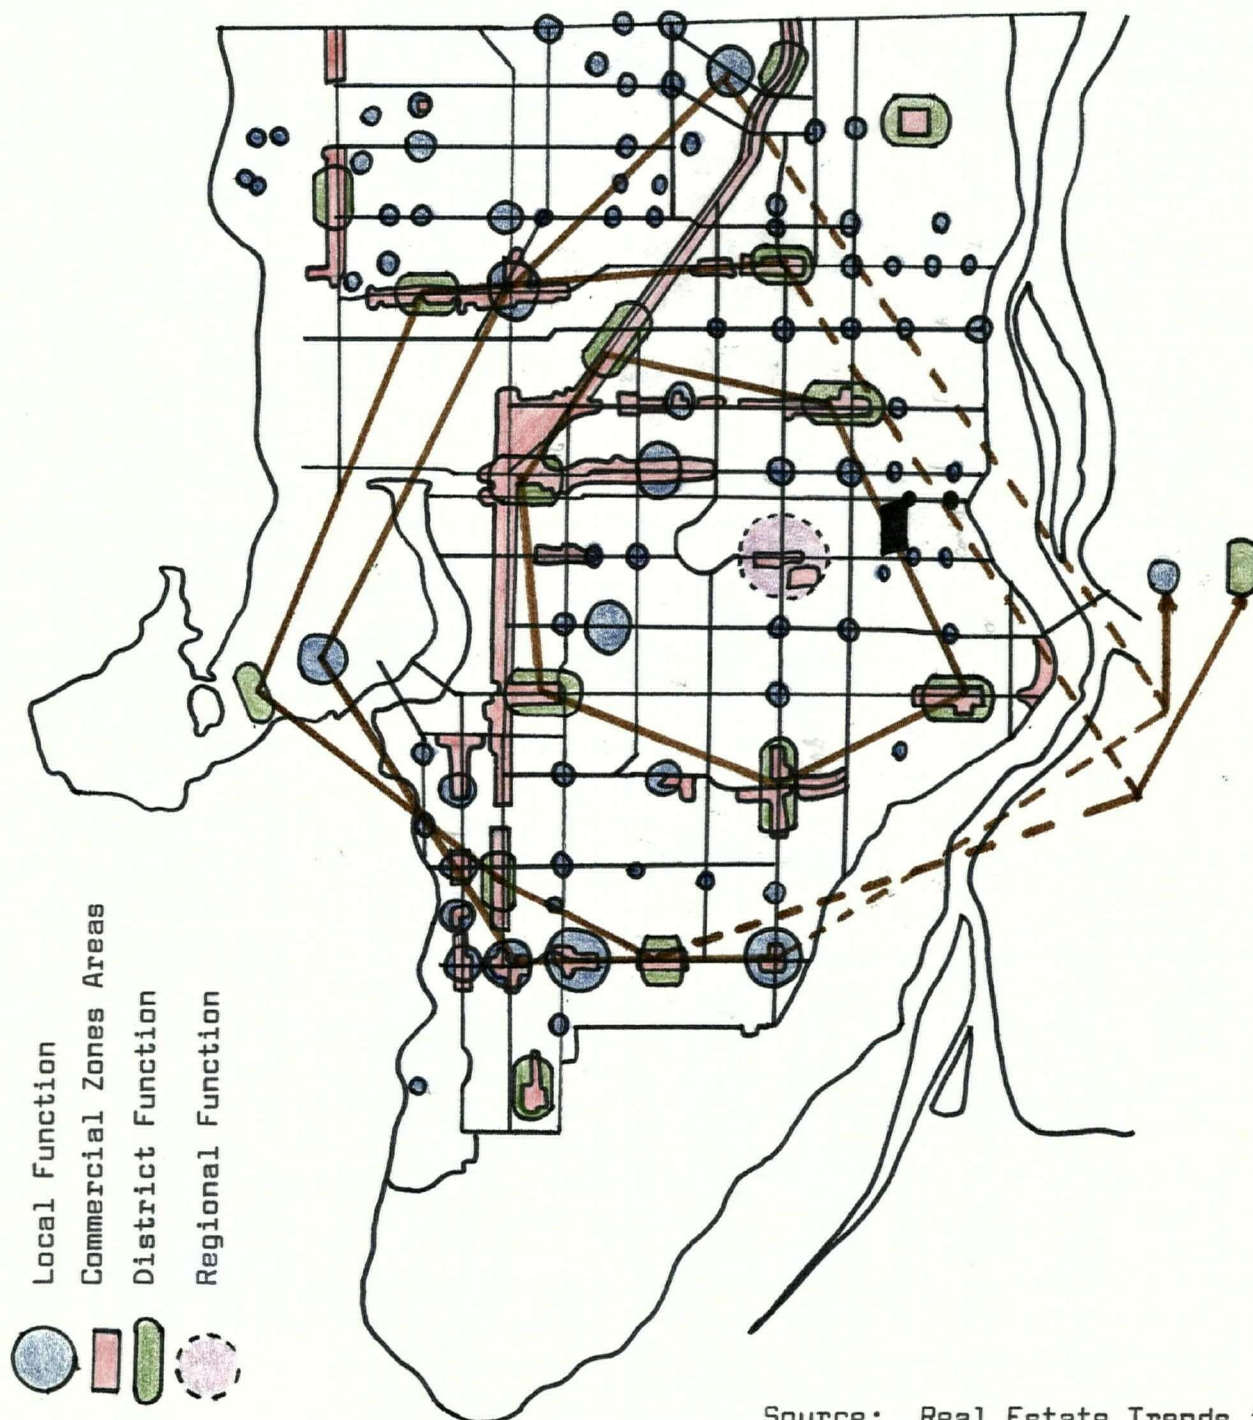 Local Function
Commercial Zones Areas
District Function
Regional Function
Source: Real Estate Trends